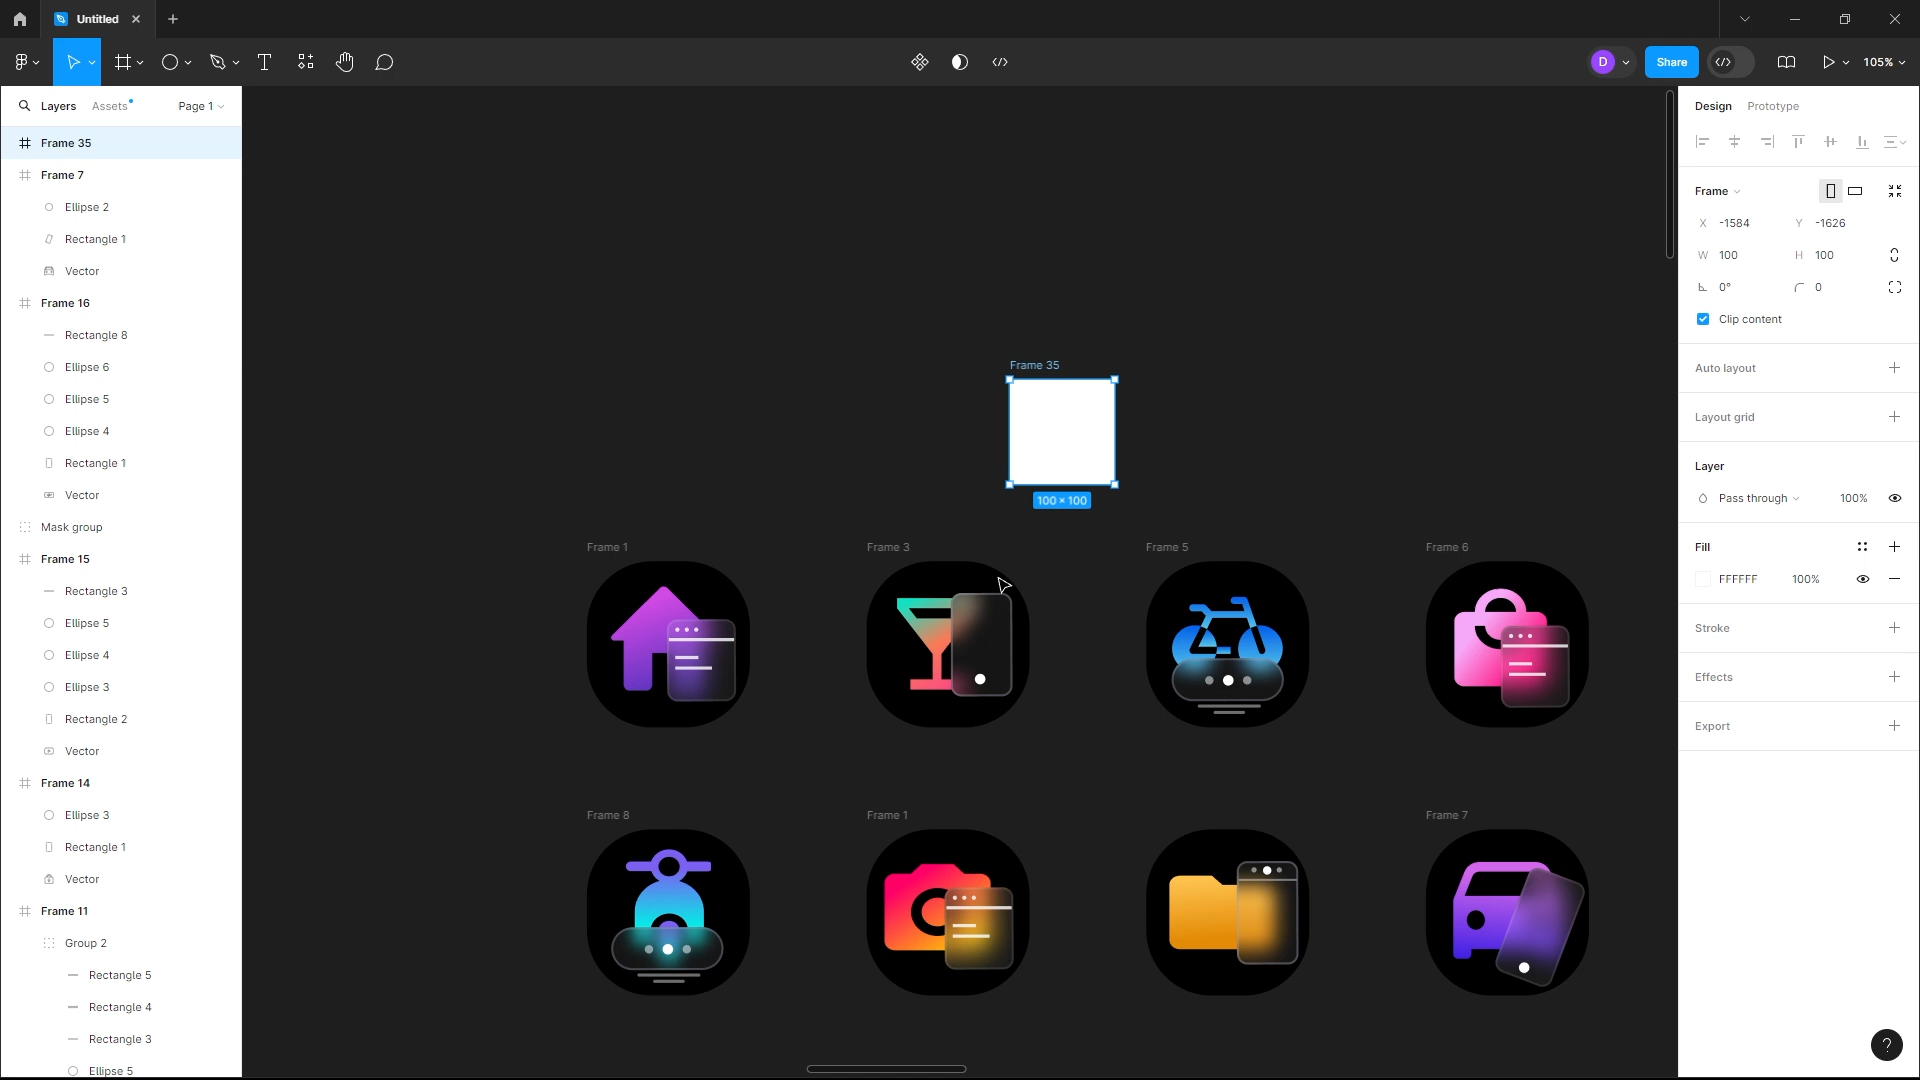 Untitled
D
Share
105%
Layers
Assets
Page 1
Design
Prototype
Frame 35
Frame 7
Ellipse 2
Rectangle 1
Vector
Frame 16
Rectangle 8
Ellipse 6
Ellipse 5
Ellipse 4
Rectangle 1
Vector
Mask group
Frame 15
Rectangle 3
Ellipse 5
Ellipse 4
Ellipse 3
Rectangle 2
Vector
Frame 14
Ellipse 3
Rectangle 1
Vector
Frame 11
Group 2
Rectangle 5
Rectangle 4
Rectangle 3
Ellipse 5
Frame 35
100 × 100
Frame 1
Frame 3
Frame 5
Frame 6
Frame 8
Frame 1
Frame 7
Frame
X -1584 Y -1626
W 100 H 100
0° 0
Clip content
Auto layout
Layout grid
Layer
Pass through 100%
Fill
FFFFFF 100%
Stroke
Effects
Export
?